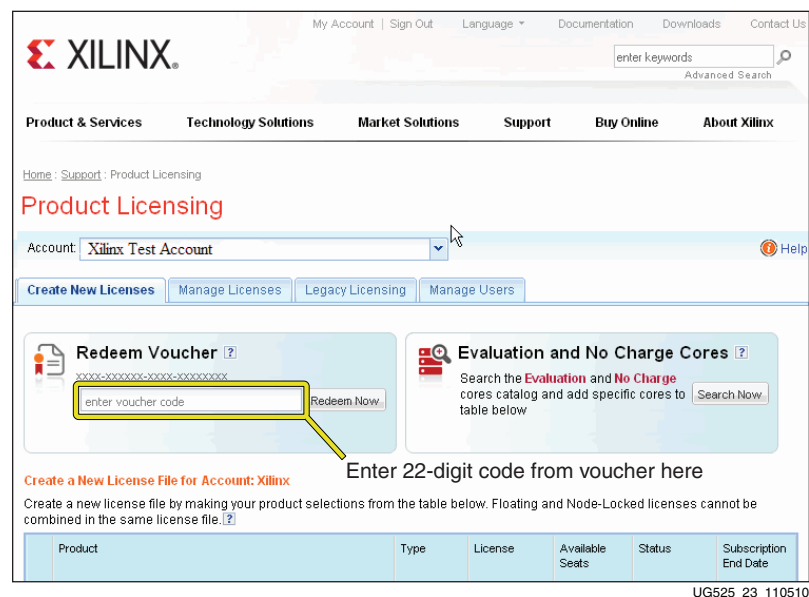 My Account | Sign Out Language Documentation Downloads Contact Us
XILINX®
enter keywords
Advanced Search
Product & Services Technology Solutions Market Solutions Support Buy Online About Xilinx
Home : Support : Product Licensing
Product Licensing
Account: Xilinx Test Account
Help
Create New Licenses Manage Licenses Legacy Licensing Manage Users
Redeem Voucher ?
xxxx-xxxxxx-xxxx-xxxxxxxx
enter voucher code Redeem Now
Evaluation and No Charge Cores ?
Search the Evaluation and No Charge
cores catalog and add specific cores to
table below
Search Now
Enter 22-digit code from voucher here
Create a New License File for Account: Xilinx
Create a new license file by making your product selections from the table below. Floating and Node-Locked licenses cannot be
combined in the same license file. ?
Product Type License Available Seats Status Subscription End Date
UG525_23_110510